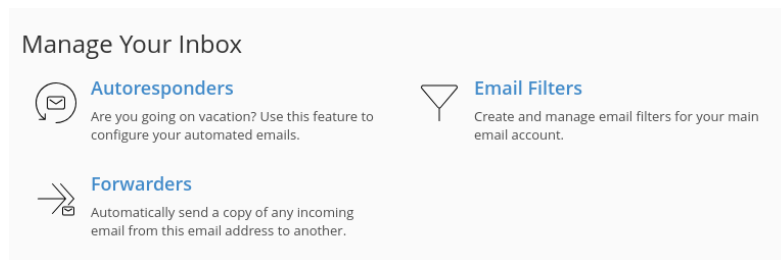 Manage Your Inbox
Autoresponders
Are you going on vacation? Use this feature to
configure your automated emails.
Email Filters
Create and manage email filters for your main
email account.
Forwarders
Automatically send a copy of any incoming
email from this email address to another.